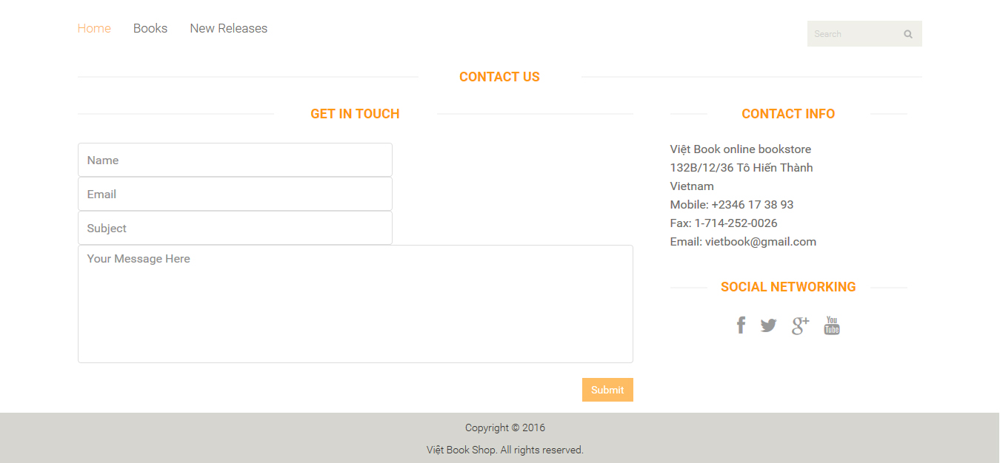 Home Books New Releases
Search
CONTACT US
GET IN TOUCH
Name
Email
Subject
Your Message Here
Submit
CONTACT INFO
Việt Book online bookstore
132B/12/36 Tô Hiến Thành
Vietnam
Mobile: +2346 17 38 93
Fax: 1-714-252-0026
Email: vietbook@gmail.com
SOCIAL NETWORKING
f g+ You Tube
Copyright © 2016
Việt Book Shop. All rights reserved.